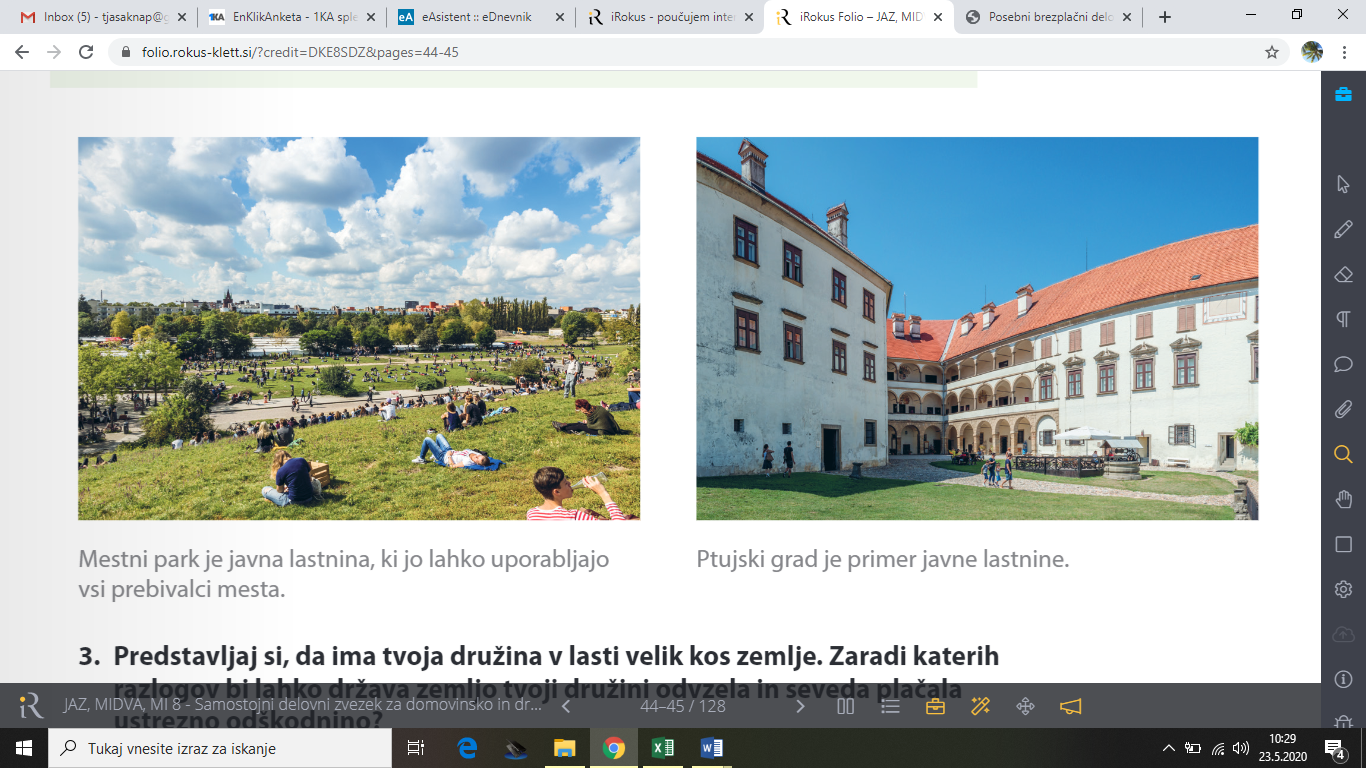 Inbox (5) - tjasaknap@g
EnKlikAnketa - 1KA sple
eAsistent :: eDnevnik
iRokus - poučujem inte
iRokus Folio – JAZ, MID
Posebni brezplačni delo
folio.rokus-klett.si/?credit=DKE8SDZ&pages=44-45
Mestni park je javna lastnina, ki jo lahko uporabljajo
vsi prebivalci mesta.
Ptujski grad je primer javne lastnine.
3. Predstavljaj si, da ima tvoja družina v lasti velik kos zemlje. Zaradi katerih
razlogov bi lahko država zemljo tvoji družini odvzela in seveda plačala
ustrezno odškodnino?
JAZ, MIDVA, MI 8 - Samostojni delovni zvezek za domovinsko in dr...
44–45 / 128
Tukaj vnesite izraz za iskanje
10:29
23.5.2020
4